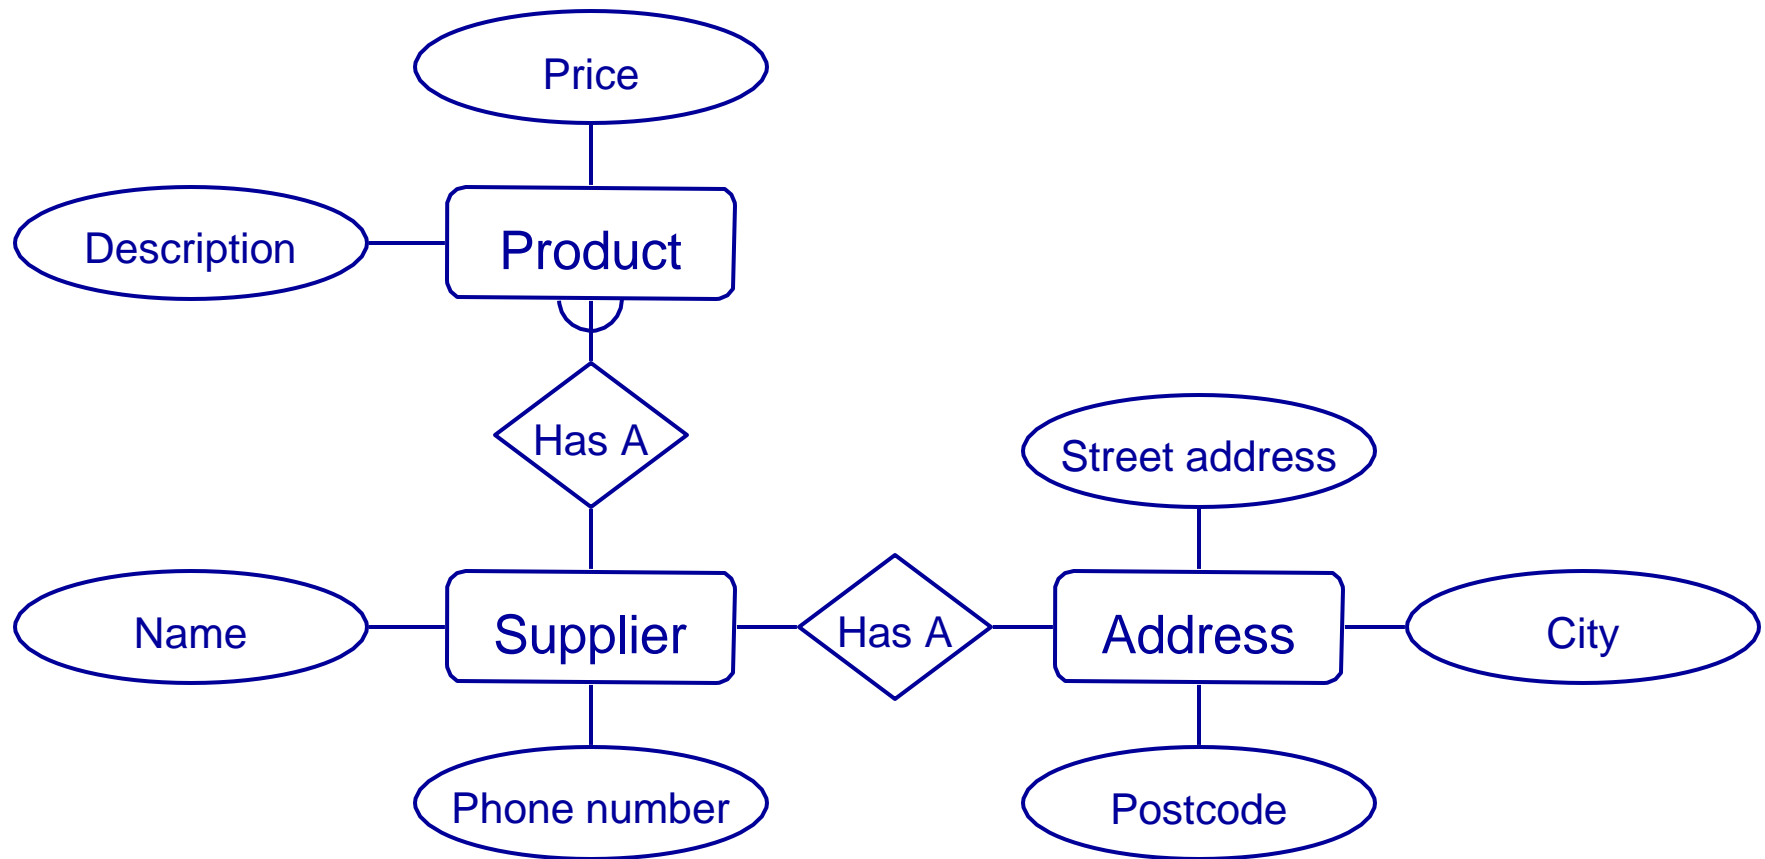 Price
Description
Product
Has A
Street address
Name
Supplier
Has A
Address
City
Phone number
Postcode